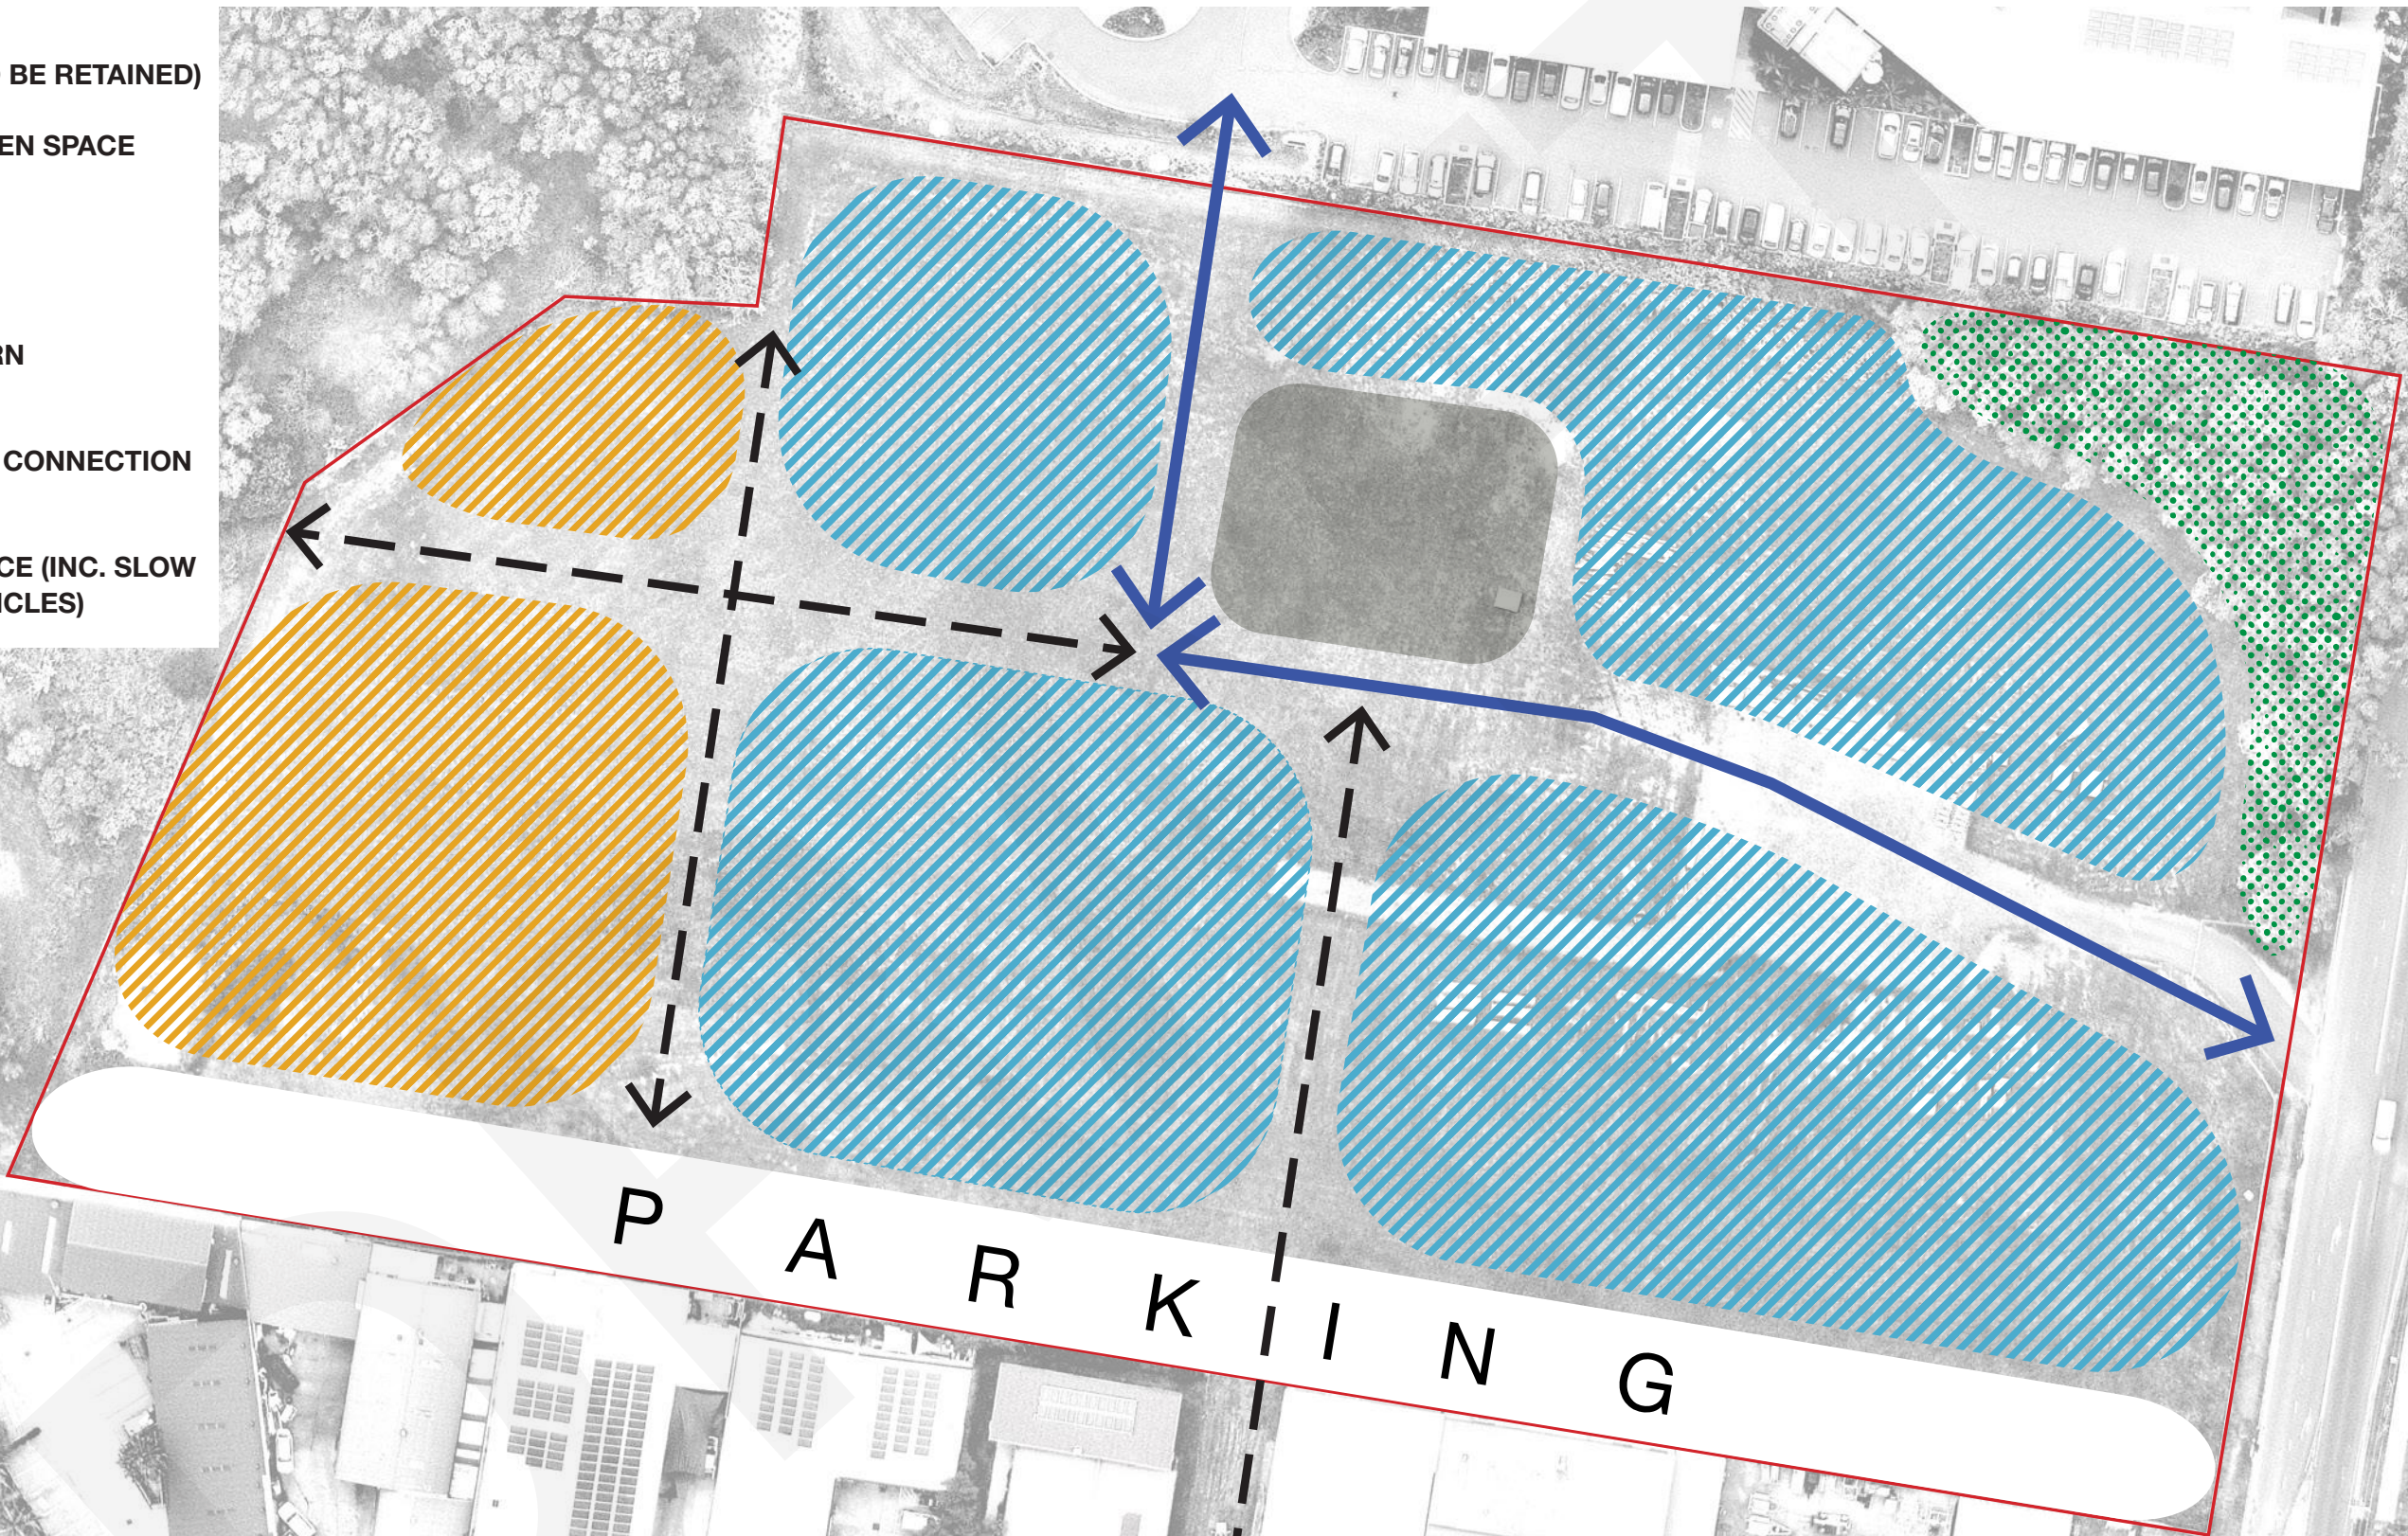 BE RETAINED)
EN SPACE
RN
CONNECTION
CE (INC. SLOW
ICLES)
P A R K I N G